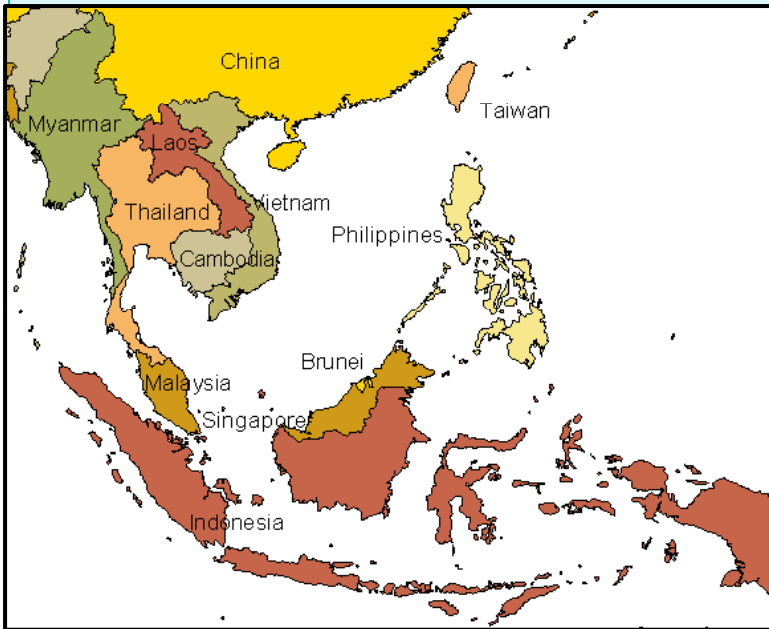 China
Taiwan
Myanmar
Laos
Vietnam
Thailand
Philippines
Cambodia
Brunei
Malaysia
Singapore
Indonesia